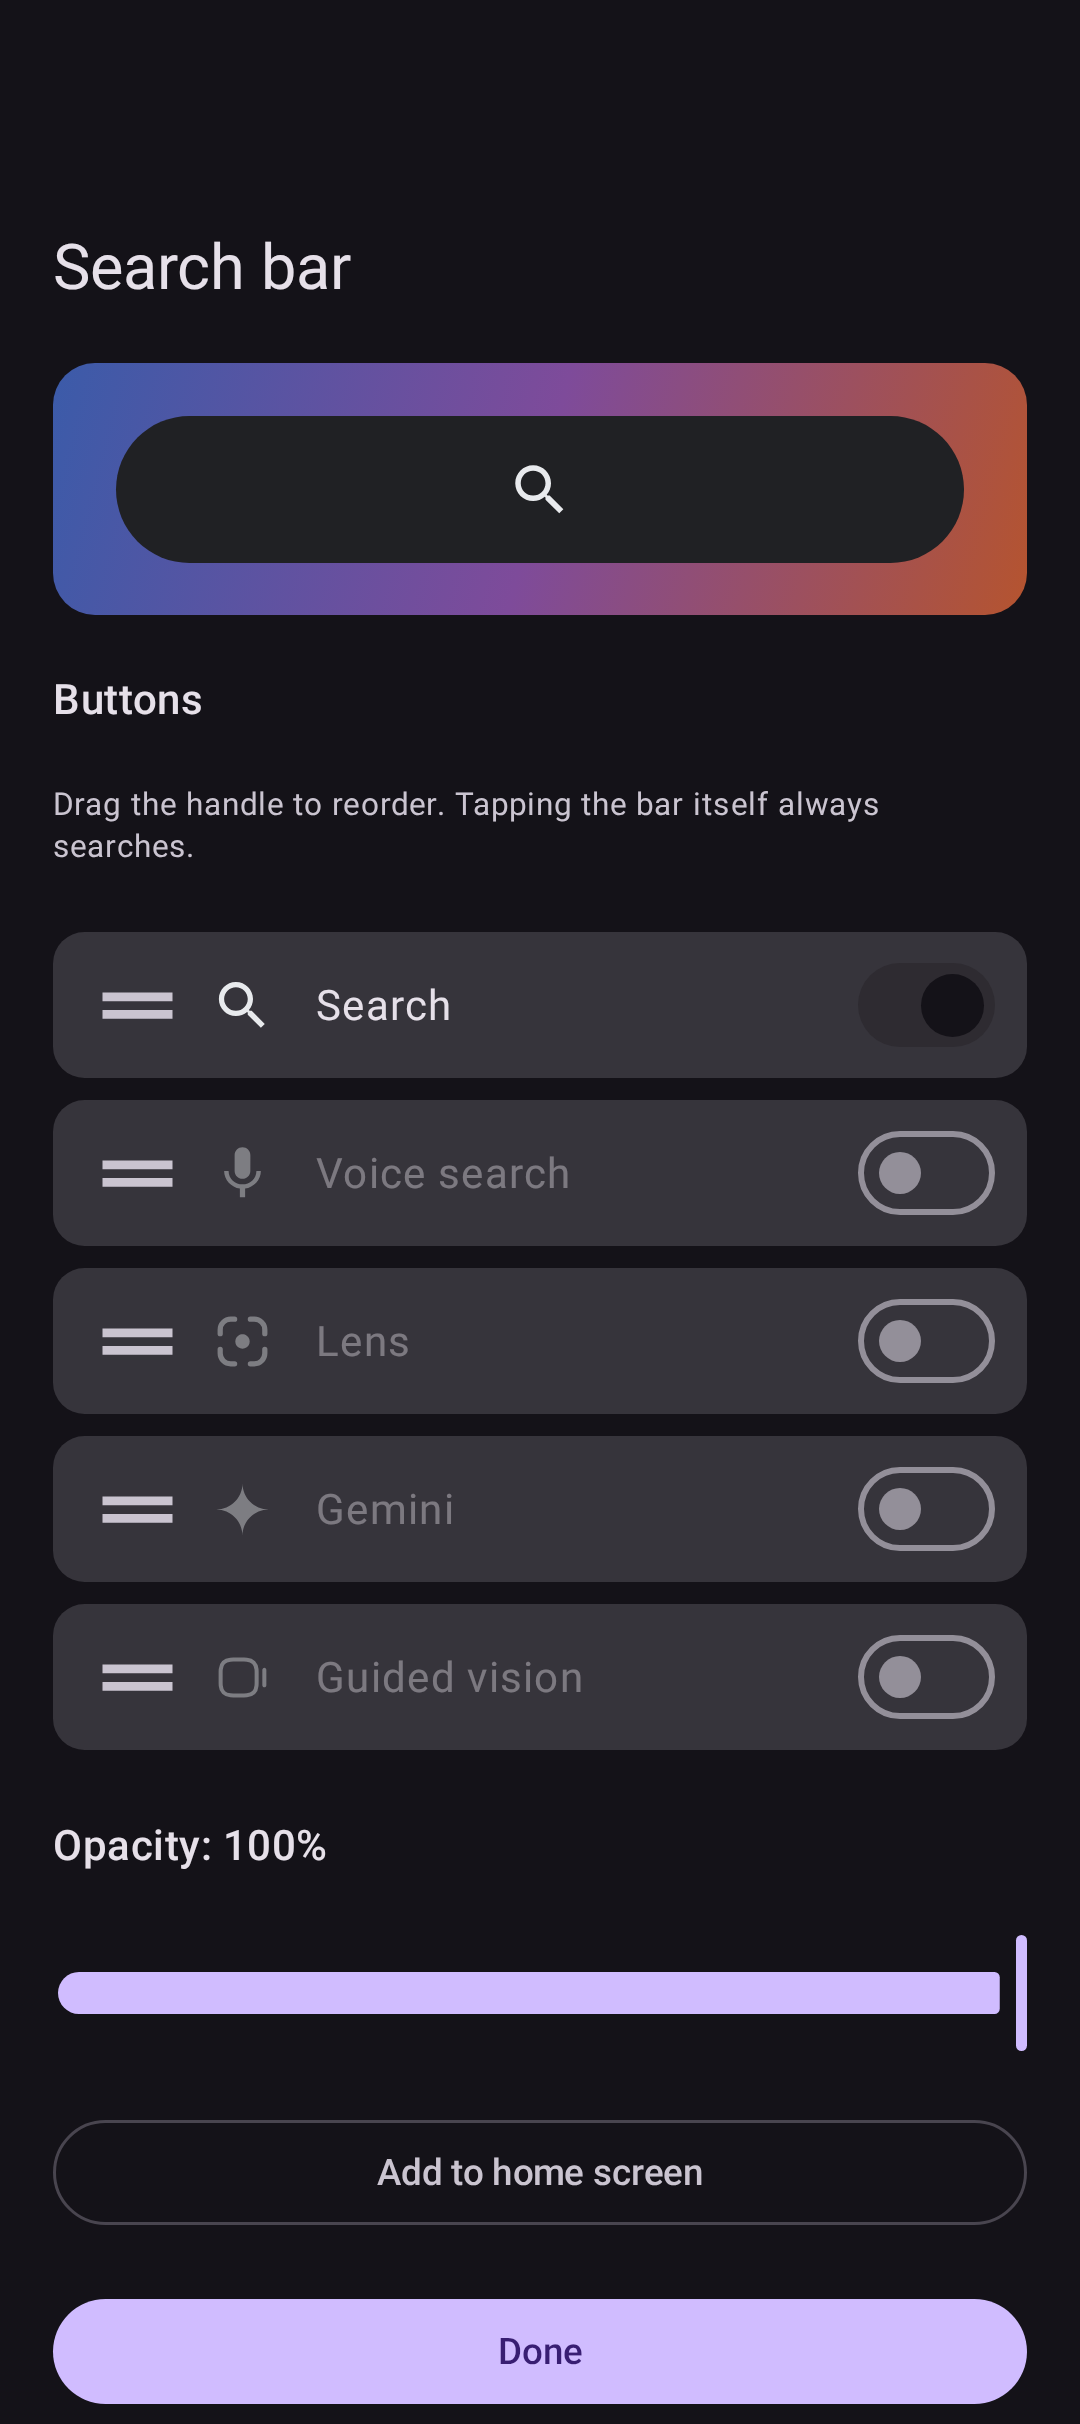 Search bar
Buttons
Drag the handle to reorder. Tapping the bar itself always
searches.
Search
Voice search
Lens
Gemini
Guided vision
Opacity: 100%
Add to home screen
Done